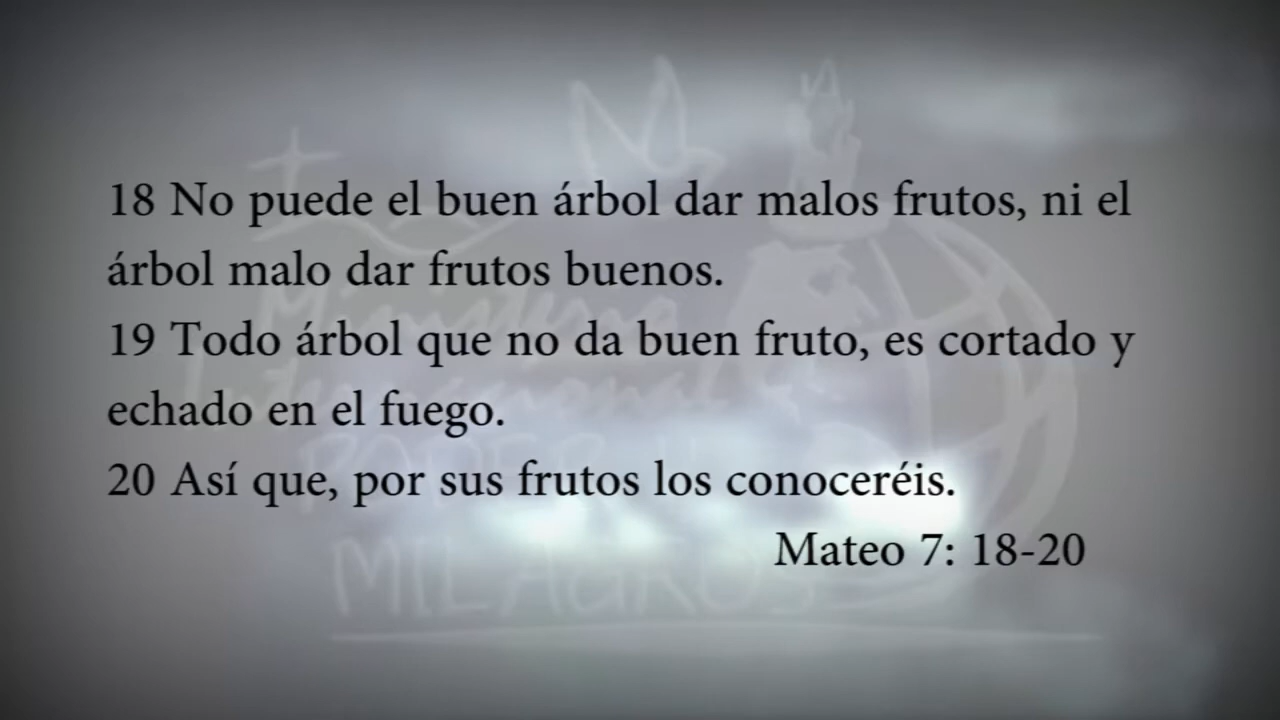 18 No puede el buen árbol dar malos frutos, ni el
árbol malo dar frutos buenos.
19 Todo árbol que no da buen fruto, es cortado y
echado en el fuego.
20 Así que, por sus frutos los conoceréis.
Mateo 7: 18-20
MILAGROS